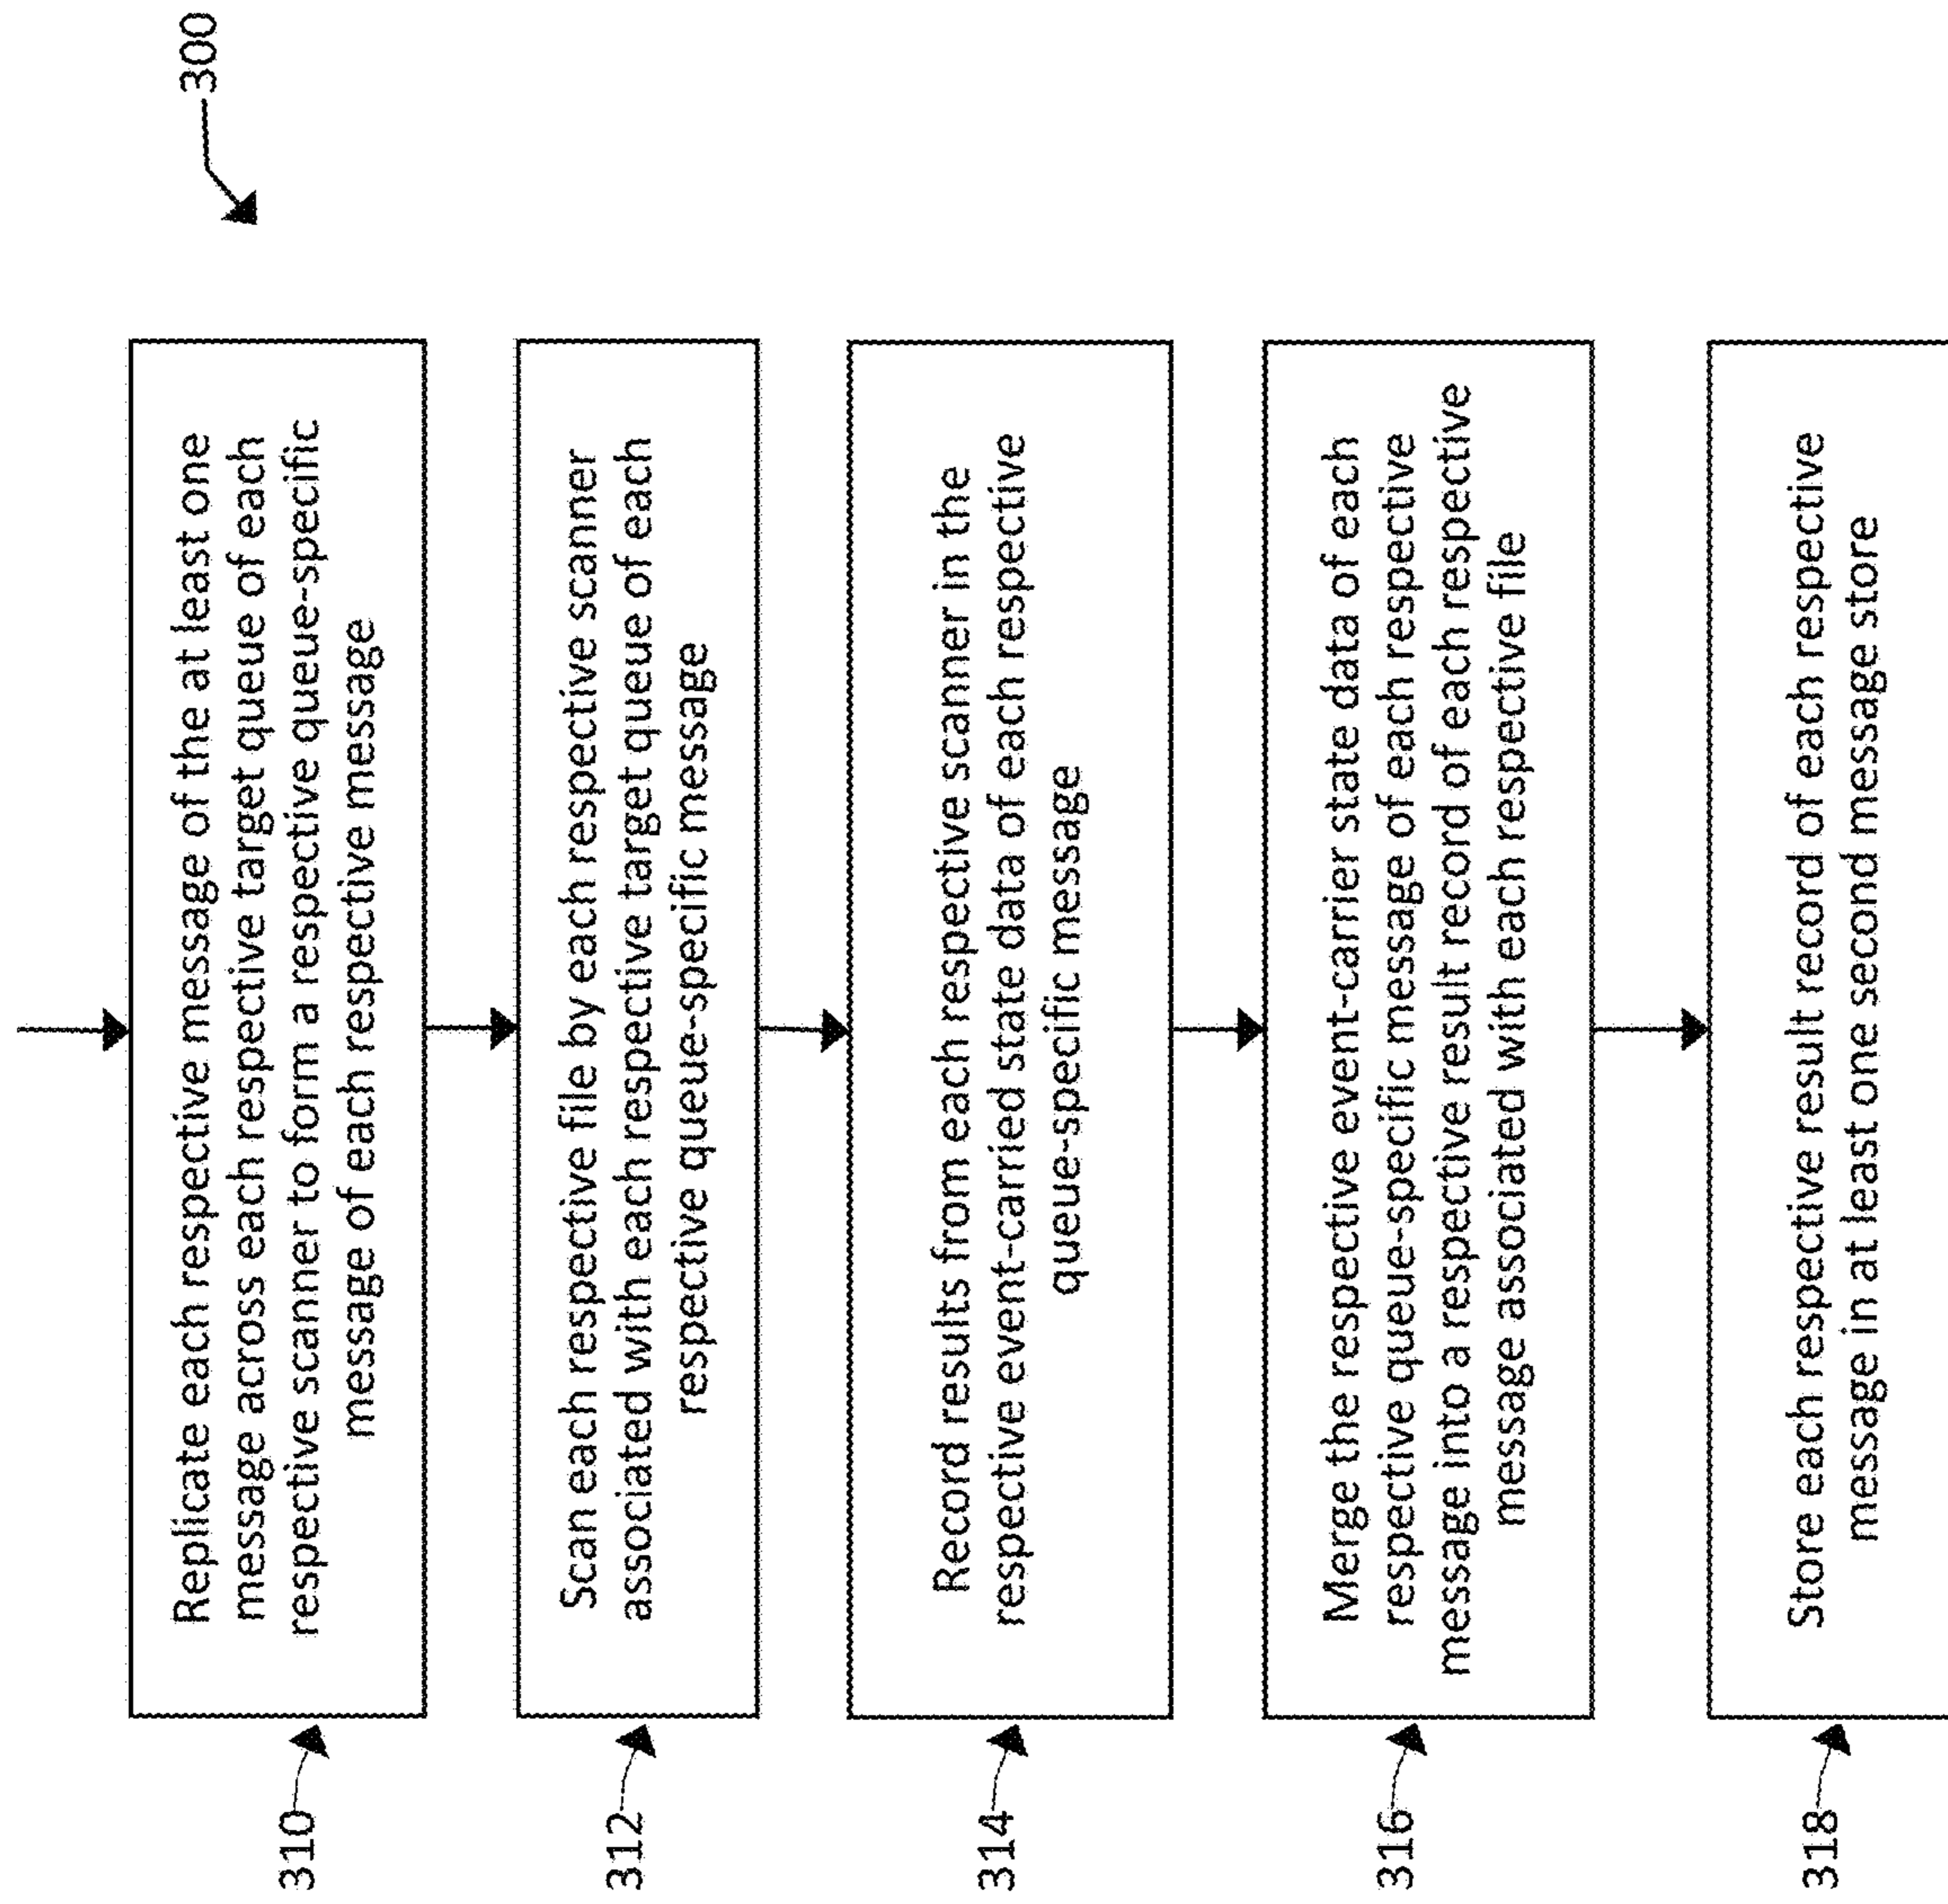 300
310
Replicate each respective message of the at least one
message across each respective target queue of each
respective scanner to form a respective queue-specific
message of each respective message
312
Scan each respective file by each respective scanner
associated with each respective target queue of each
respective queue-specific message
314
Record results from each respective scanner in the
respective event-carried state data of each respective
queue-specific message
316
Merge the respective event-carrier state data of each
respective queue-specific message of each respective
message into a respective result record of each respective
message associated with each respective file
318
Store each respective result record of each respective
message in at least one second message store